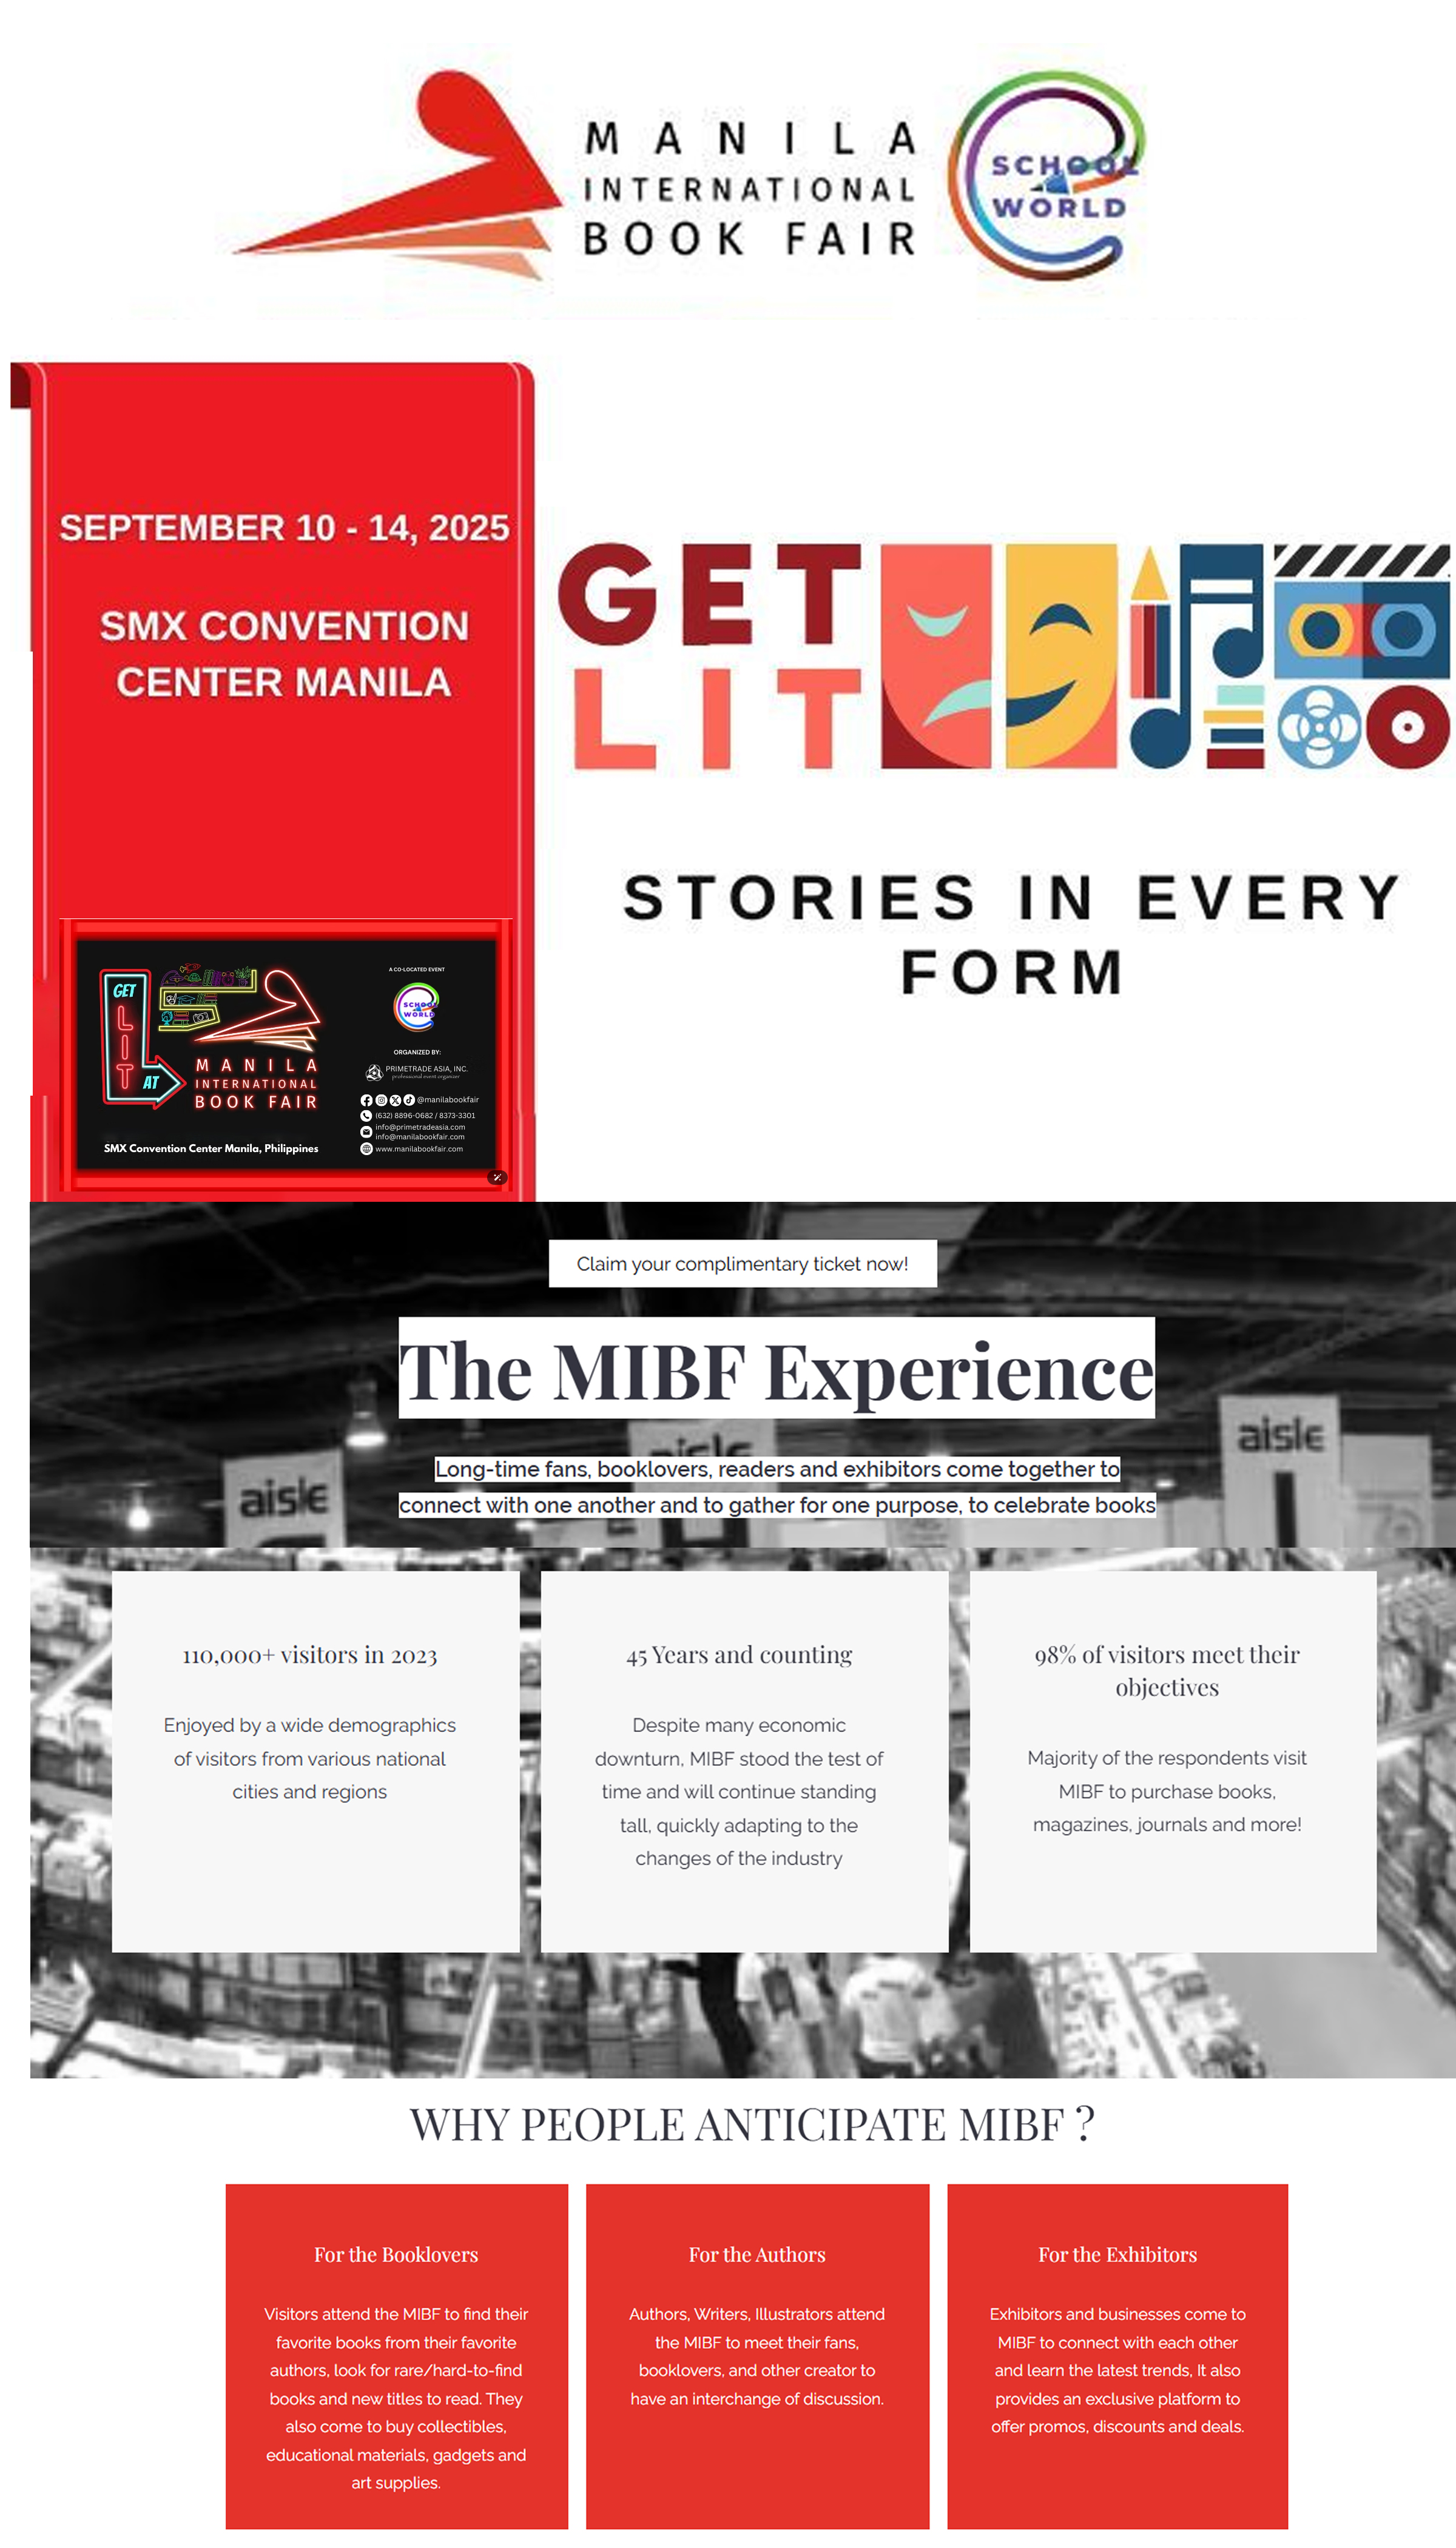 MANILA
INTERNATIONAL
BOOK FAIR
SCHOOL
WORLD
SEPTEMBER 10 - 14, 2025
SMX CONVENTION
CENTER MANILA
GET
LIT
STORIES IN EVERY
FORM
GET
LIT
AT
MANILA
INTERNATIONAL
BOOK FAIR
SMX Convention Center Manila, Philippines
A CO-LOCATED EVENT
SCHOOL
WORLD
ORGANIZED BY:
PRIMETRADE ASIA, INC.
professional event organizer
@manilabookfair
(632) 8896-0682 / 8373-3301
info@primetradeasia.com
info@manilabookfair.com
www.manilabookfair.com
Claim your complimentary ticket now!
The MIBF Experience
aisle
aisle
aisle
Long-time fans, booklovers, readers and exhibitors come together to
connect with one another and to gather for one purpose, to celebrate books
110,000+ visitors in 2023
Enjoyed by a wide demographics
of visitors from various national
cities and regions
45 Years and counting
Despite many economic
downturn, MIBF stood the test of
time and will continue standing
tall, quickly adapting to the
changes of the industry
98% of visitors meet their
objectives
Majority of the respondents visit
MIBF to purchase books,
magazines, journals and more!
WHY PEOPLE ANTICIPATE MIBF ?
For the Booklovers
Visitors attend the MIBF to find their
favorite books from their favorite
authors, look for rare/hard-to-find
books and new titles to read. They
also come to buy collectibles,
educational materials, gadgets and
art supplies.
For the Authors
Authors, Writers, Illustrators attend
the MIBF to meet their fans,
booklovers, and other creator to
have an interchange of discussion.
For the Exhibitors
Exhibitors and businesses come to
MIBF to connect with each other
and learn the latest trends, It also
provides an exclusive platform to
offer promos, discounts and deals.